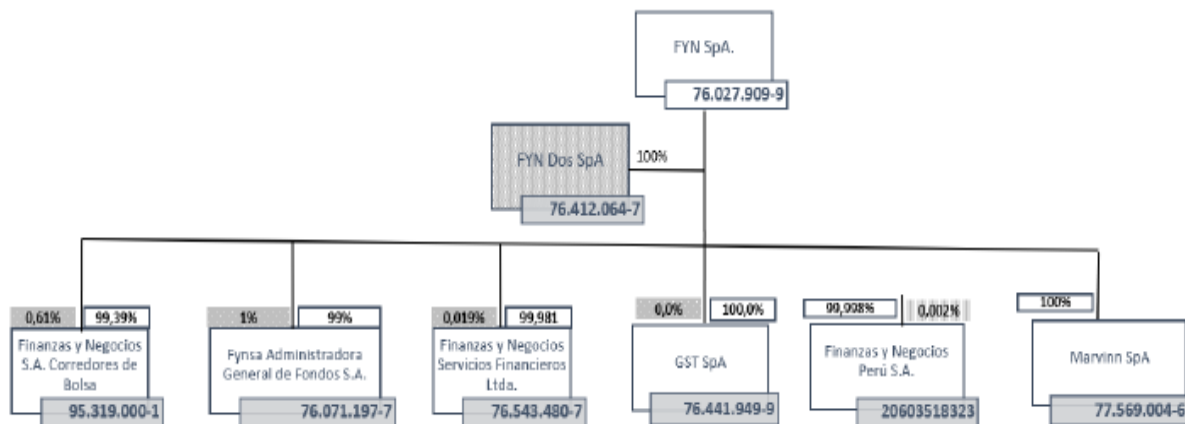 FYN SpA.
76.027.909-9
FYN Dos SpA
100%
76.412.064-7
0,61%
99,39%
Finanzas y Negocios
S.A. Corredores de
Bolsa
95.319.000-1
1%
99%
Fynsa Administradora
General de Fondos S.A.
76.071.197-7
0,019%
99,981
Finanzas y Negocios
Servicios Financieros
Ltda.
76.543.480-7
0,0%
100,0%
GST SpA
76.441.949-9
99,998%
0,002%
Finanzas y Negocios
Perú S.A.
20603518323
100%
Marvinn SpA
77.569.004-6